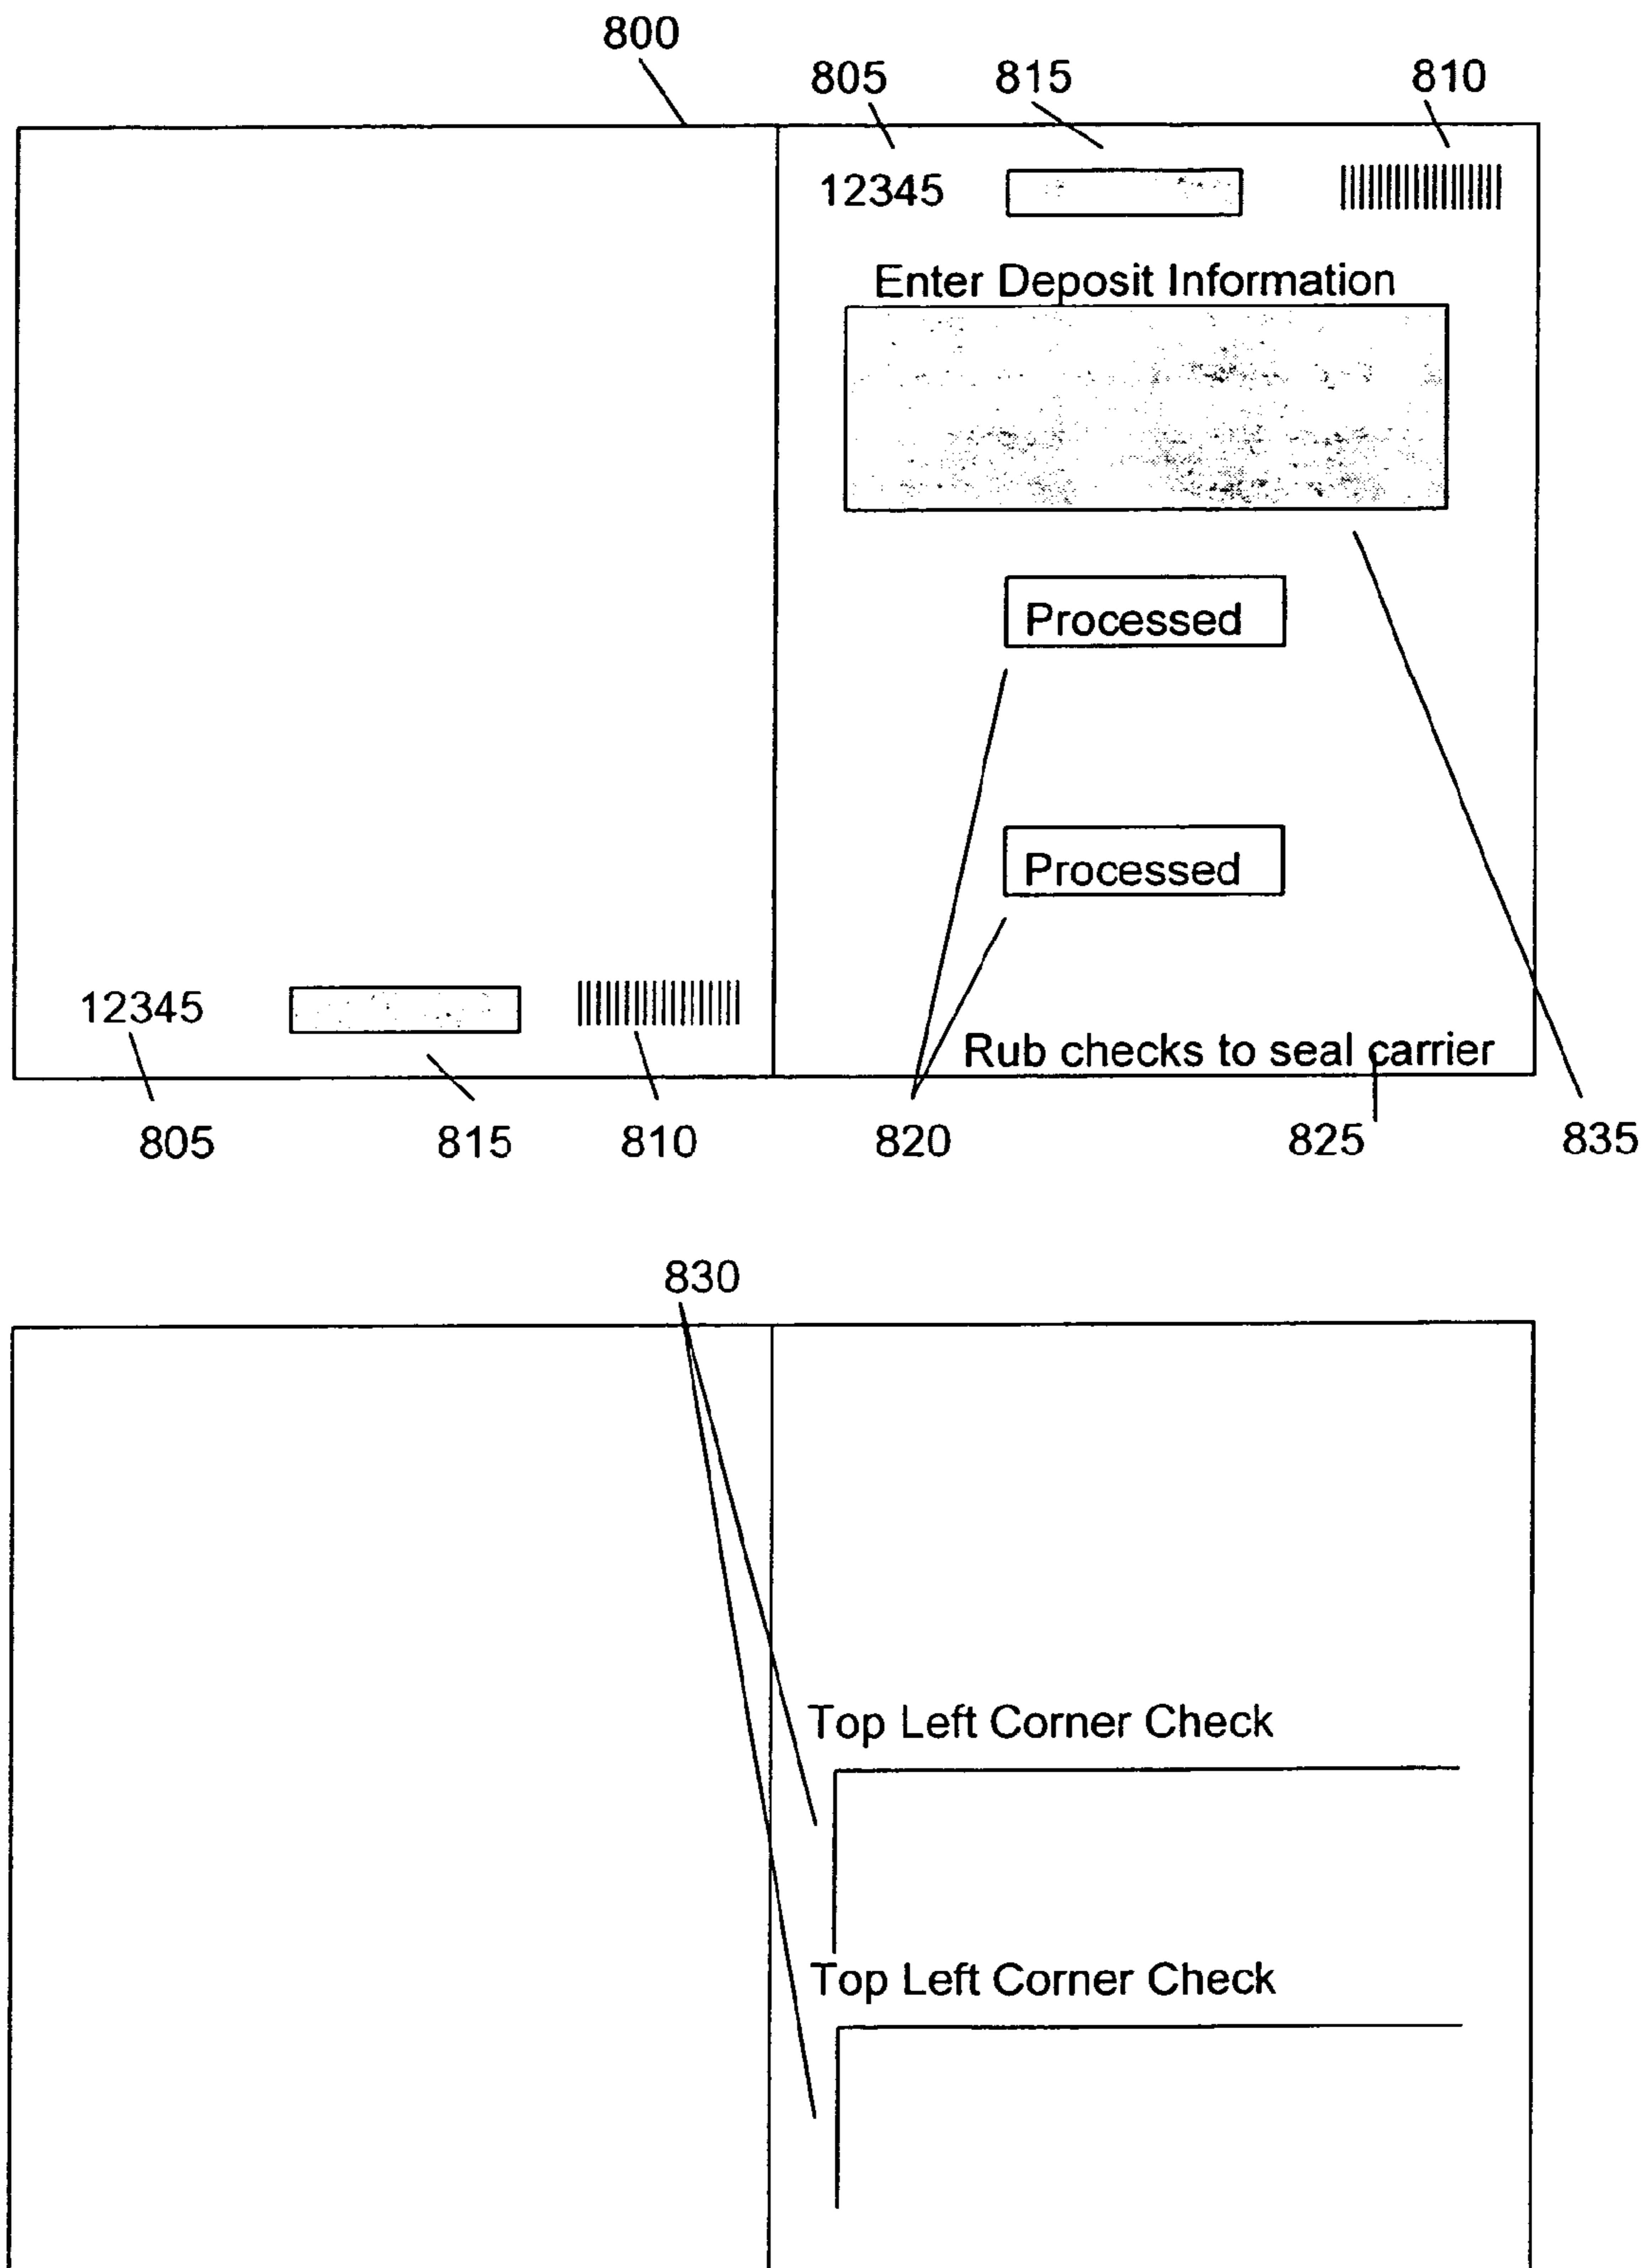 800
805 815 810
12345
Enter Deposit Information
Processed
Processed
12345
Rub checks to seal carrier
805 815 810 820 825 835
830
Top Left Corner Check
Top Left Corner Check